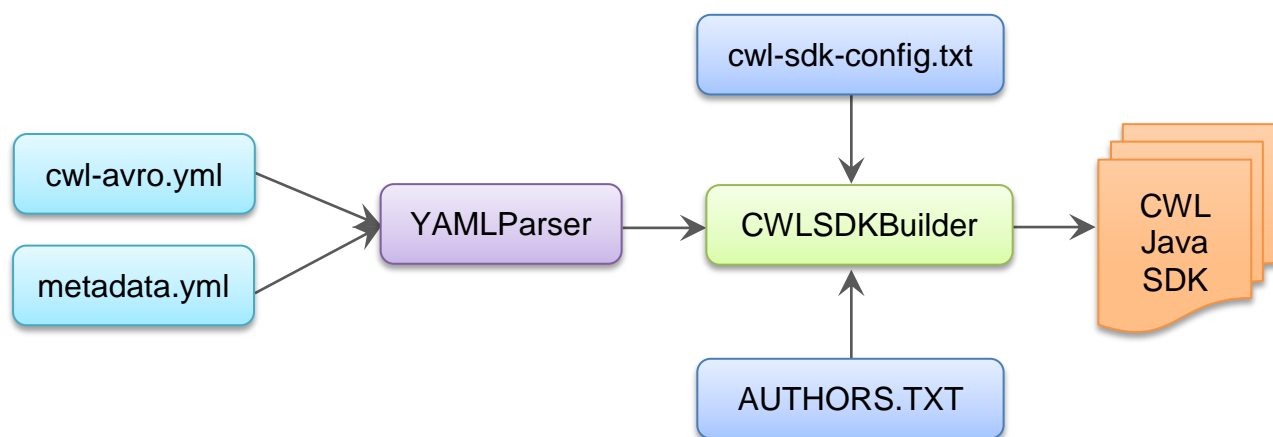 cwl-sdk-config.txt
cwl-avro.yml
metadata.yml
YAMLParser
CWLSDKBuilder
CWL
Java
SDK
AUTHORS.TXT